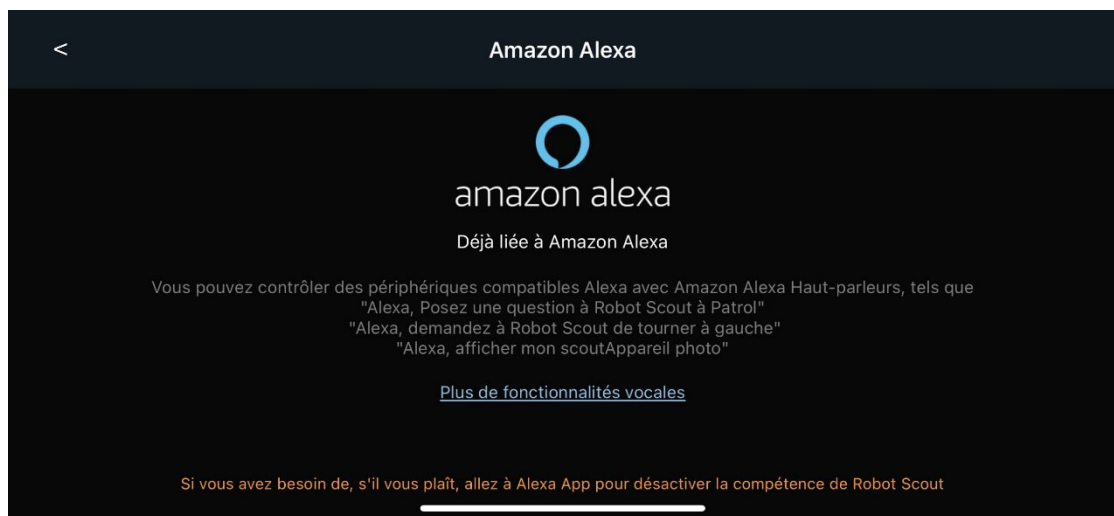 <
Amazon Alexa
amazon alexa
Déjà liée à Amazon Alexa
Vous pouvez contrôler des périphériques compatibles Alexa avec Amazon Alexa Haut-parleurs, tels que
"Alexa, Posez une question à Robot Scout à Patrol"
"Alexa, demandez à Robot Scout de tourner à gauche"
"Alexa, afficher mon scoutAppareil photo"
Plus de fonctionnalités vocales
Si vous avez besoin de, s'il vous plaît, allez à Alexa App pour désactiver la compétence de Robot Scout